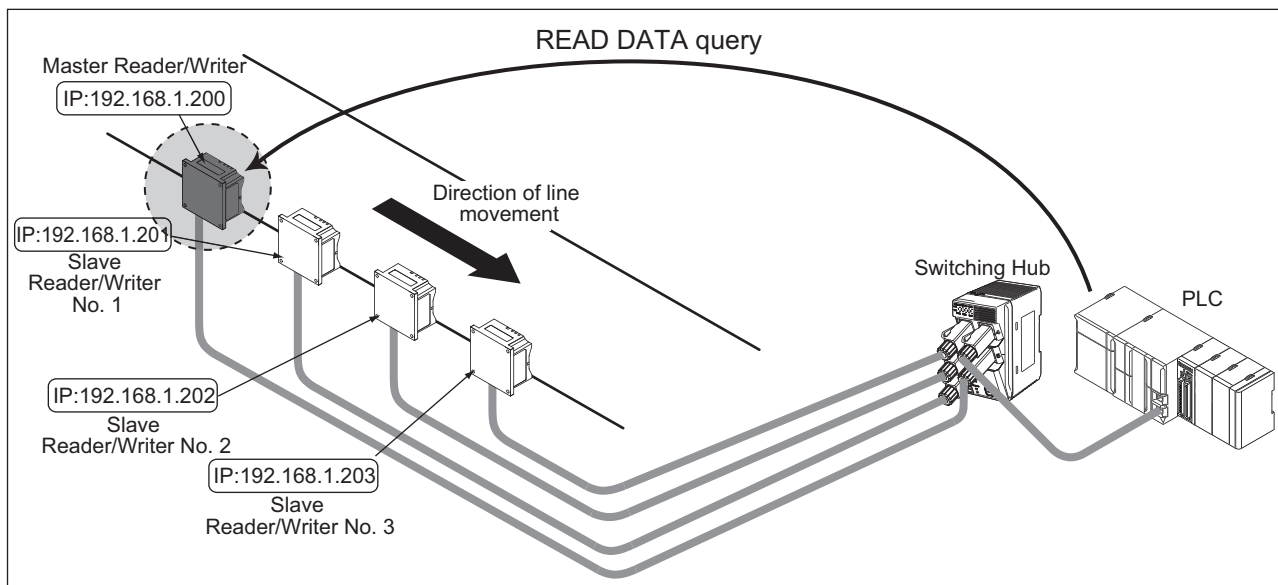 READ DATA query
Master Reader/Writer
IP:192.168.1.200
Direction of line
movement
IP:192.168.1.201
Slave
Reader/Writer
No. 1
Switching Hub
PLC
IP:192.168.1.202
Slave
Reader/Writer No. 2
IP:192.168.1.203
Slave
Reader/Writer No. 3